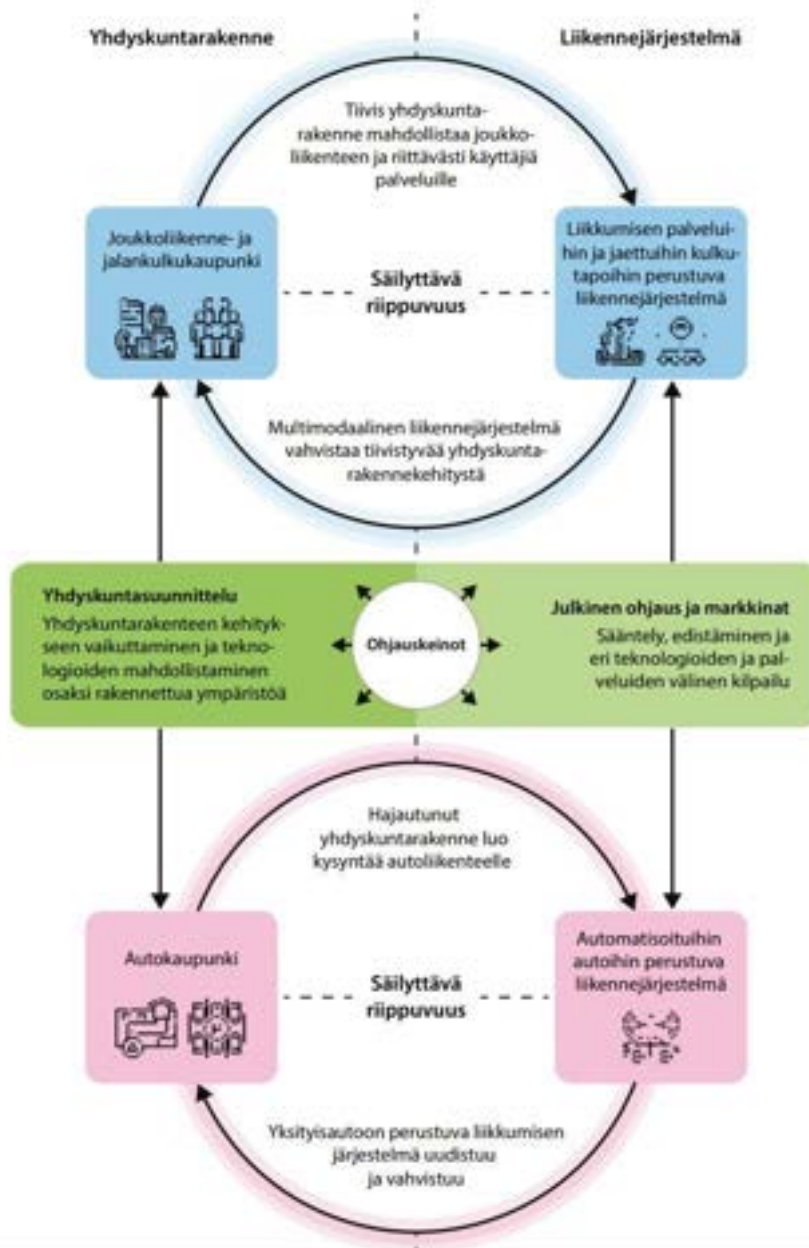 Yhdyskuntarakenne
Liikennejärjestelmä
Tiivis yhdyskunta-
rakenne mahdollistaa joukko-
liikenteen ja riittävästi käyttäjiä
palveluille
Joukkoliikenne- ja
jalankulkukaupunki
Säilyttävä
riippuvuus
Liikkumisen palvelui-
hin ja jaettuihin kulku-
tapoihin perustuva
liikennejärjestelmä
Multimodaalinen liikennejärjestelmä
vahvistaa tiivistyvää yhdyskunta-
rakennekehitystä
Yhdyskuntasuunnittelu
Yhdyskuntarakenteen kehityk-
seen vaikuttaminen ja tekno-
logioiden mahdollistaminen
osaksi rakennettua ympäristöä
Ohjauskeinot
Julkinen ohjaus ja markkinat
Sääntely, edistäminen ja
eri teknologioiden ja pal-
veluiden välinen kilpailu
Hajautunut
yhdyskuntarakenne luo
kysyntää autoliikenteelle
Autokaupunki
Säilyttävä
riippuvuus
Automatisoituihin
autoihin perustuva
liikennejärjestelmä
Yksityisautoon perustuva liikkumisen
järjestelmä uudistuu
ja vahvistuu